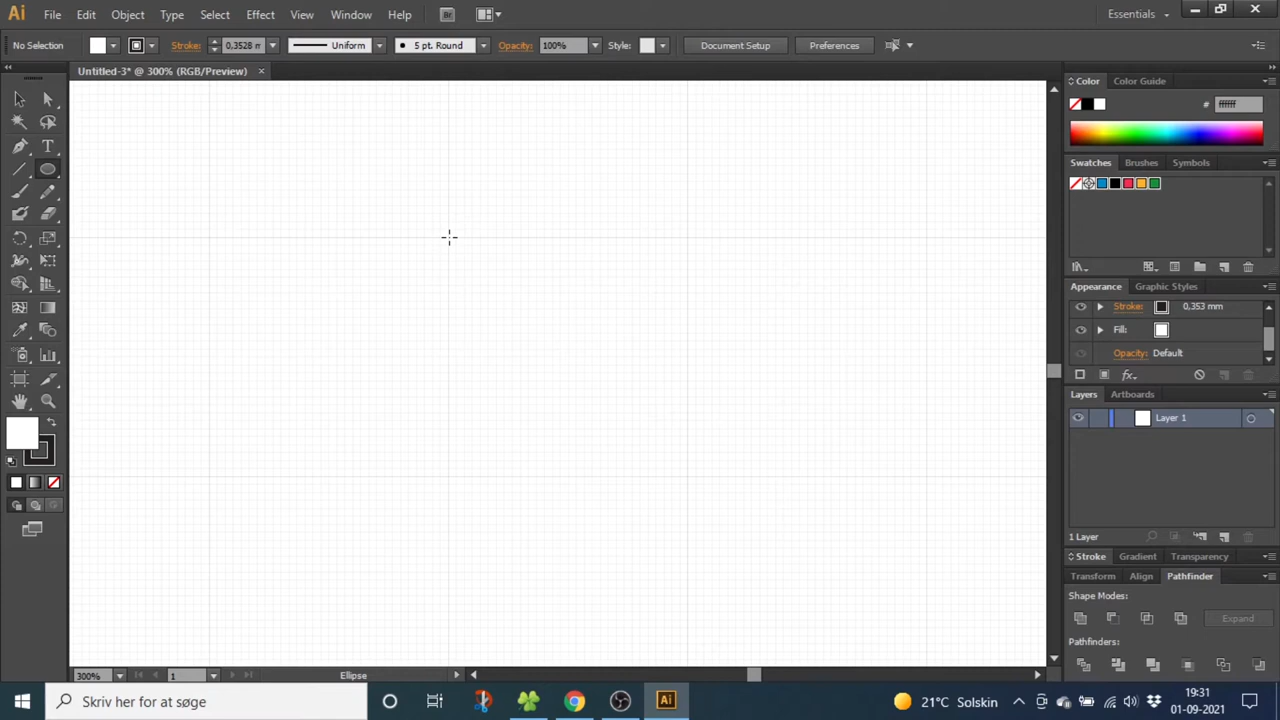 Ai File Edit Object Type Select Effect View Window Help Br Essentials
No Selection Stroke: 0,3528 m Uniform 5 pt. Round Opacity: 100% Style: Document Setup Preferences
Untitled-3* @ 300% (RGB/Preview)
Color Color Guide
# ffffff
Swatches Brushes Symbols
Appearance Graphic Styles
Stroke: 0,353 mm
Fill:
Opacity: Default
fx
Layers Artboards
Layer 1
1 Layer
Stroke Gradient Transparency
Transform Align Pathfinder
Shape Modes:
Expand
Pathfinders:
300% 1 Ellipse
Skriv her for at søge Ai 21°C Solskin 19:31
01-09-2021